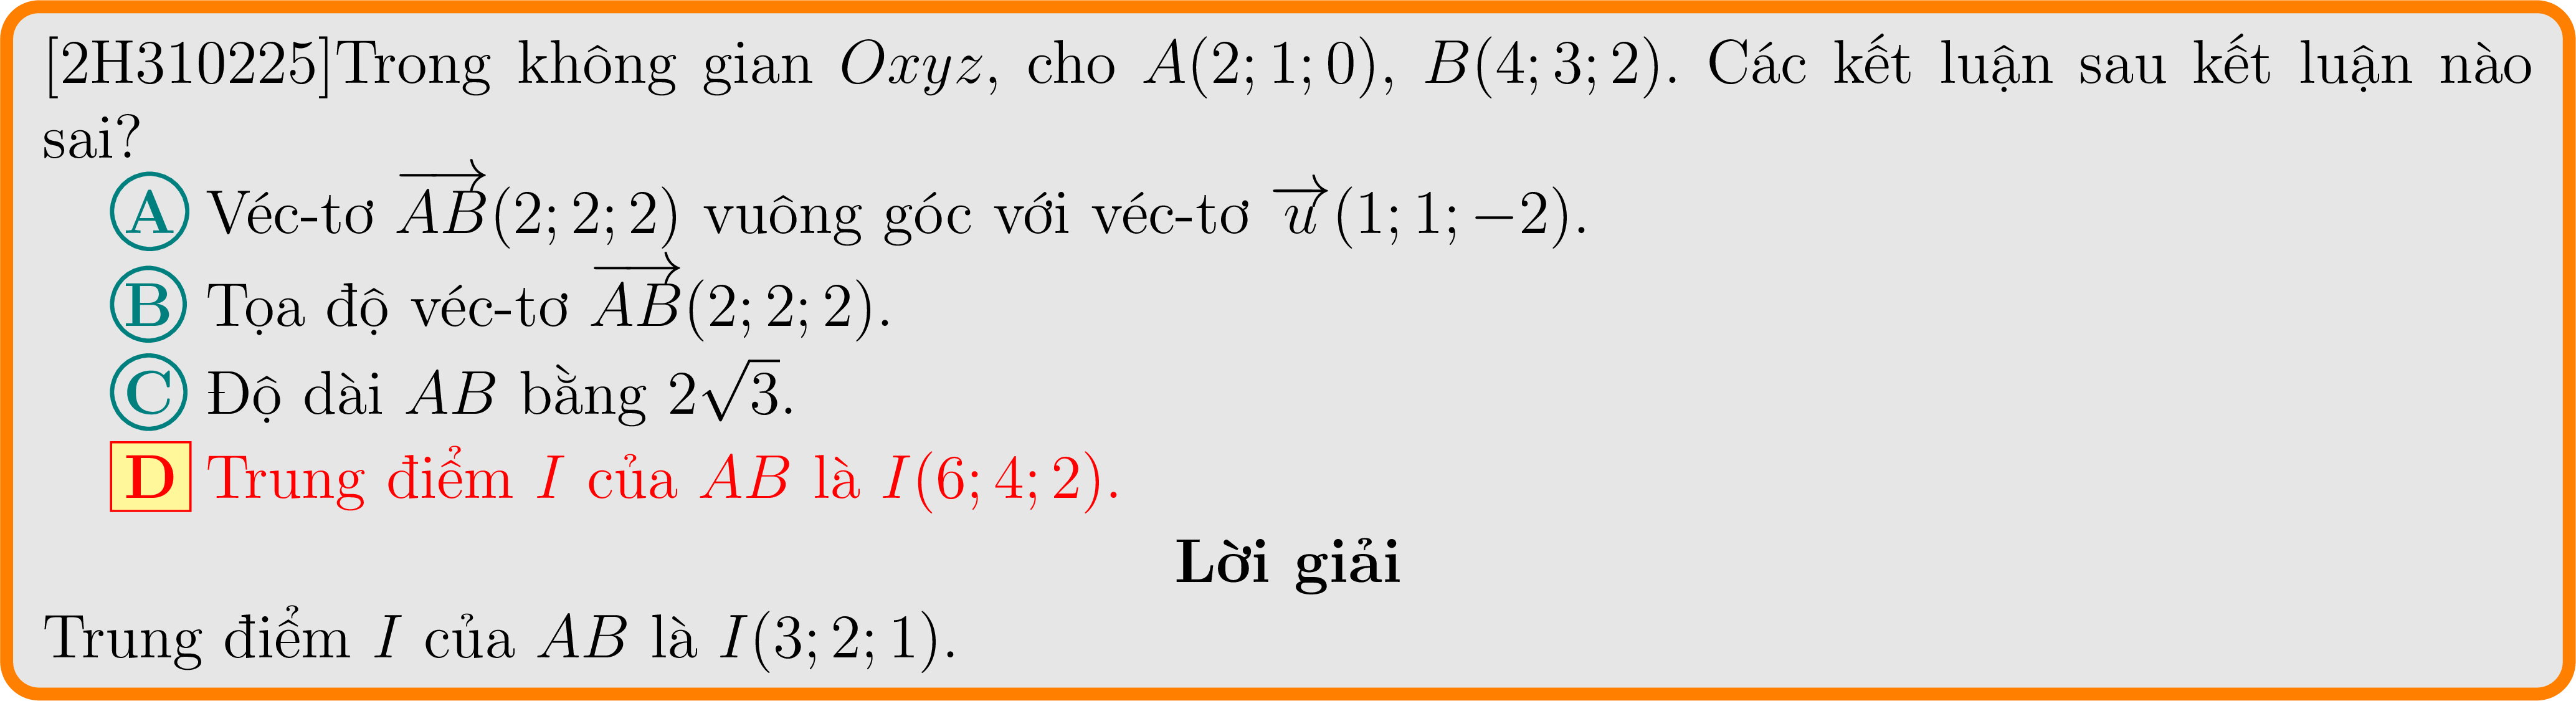 [2H310225]Trong không gian Oxyz, cho A(2; 1; 0), B(4; 3; 2). Các kết luận sau kết luận nào
sai?
A Véc-tơ $\overrightarrow{AB}$(2; 2; 2) vuông góc với véc-tơ $\overrightarrow{u}$(1; 1; −2).
B Tọa độ véc-tơ $\overrightarrow{AB}$(2; 2; 2).
C Độ dài AB bằng 2√3.
D Trung điểm I của AB là I(6; 4; 2).
Lời giải
Trung điểm I của AB là I(3; 2; 1).